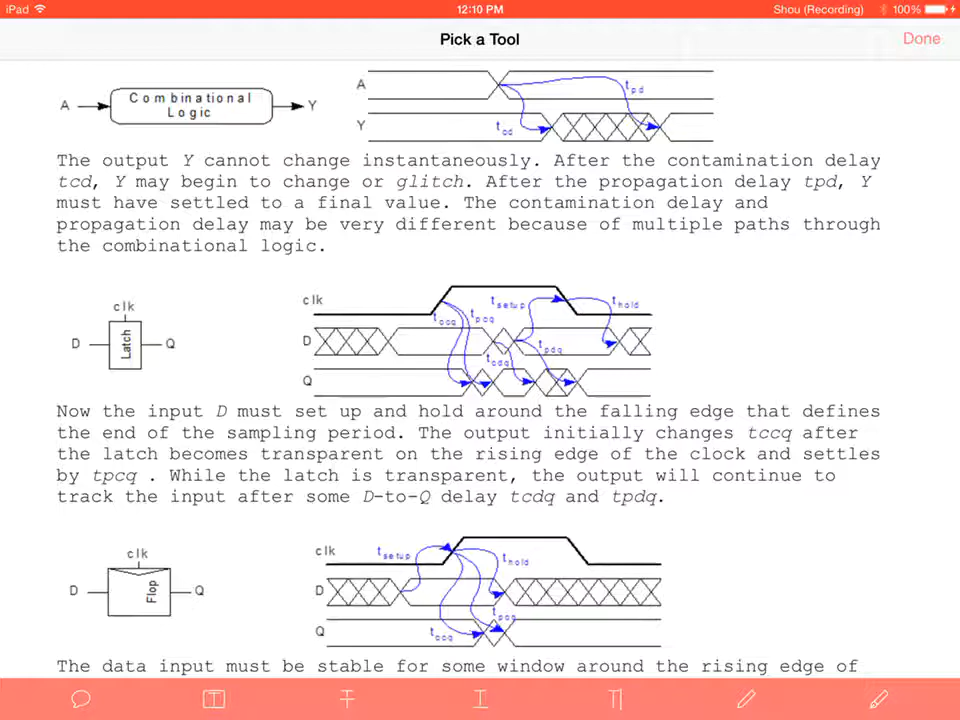 iPad 12:10 PM Shou (Recording) 100%
Pick a Tool Done
A Combinational Logic Y A tpd
Y tcd
The output Y cannot change instantaneously. After the contamination delay
tcd, Y may begin to change or glitch. After the propagation delay tpd, Y
must have settled to a final value. The contamination delay and
propagation delay may be very different because of multiple paths through
the combinational logic.
clk clk tsetup thold
tccq tpcq
D Latch Q D tpdq
tcdq
Q
Now the input D must set up and hold around the falling edge that defines
the end of the sampling period. The output initially changes tccq after
the latch becomes transparent on the rising edge of the clock and settles
by tpcq . While the latch is transparent, the output will continue to
track the input after some D-to-Q delay tcdq and tpdq.
clk clk tsetup thold
D Flop Q D
tpcq
Q tccq
The data input must be stable for some window around the rising edge of